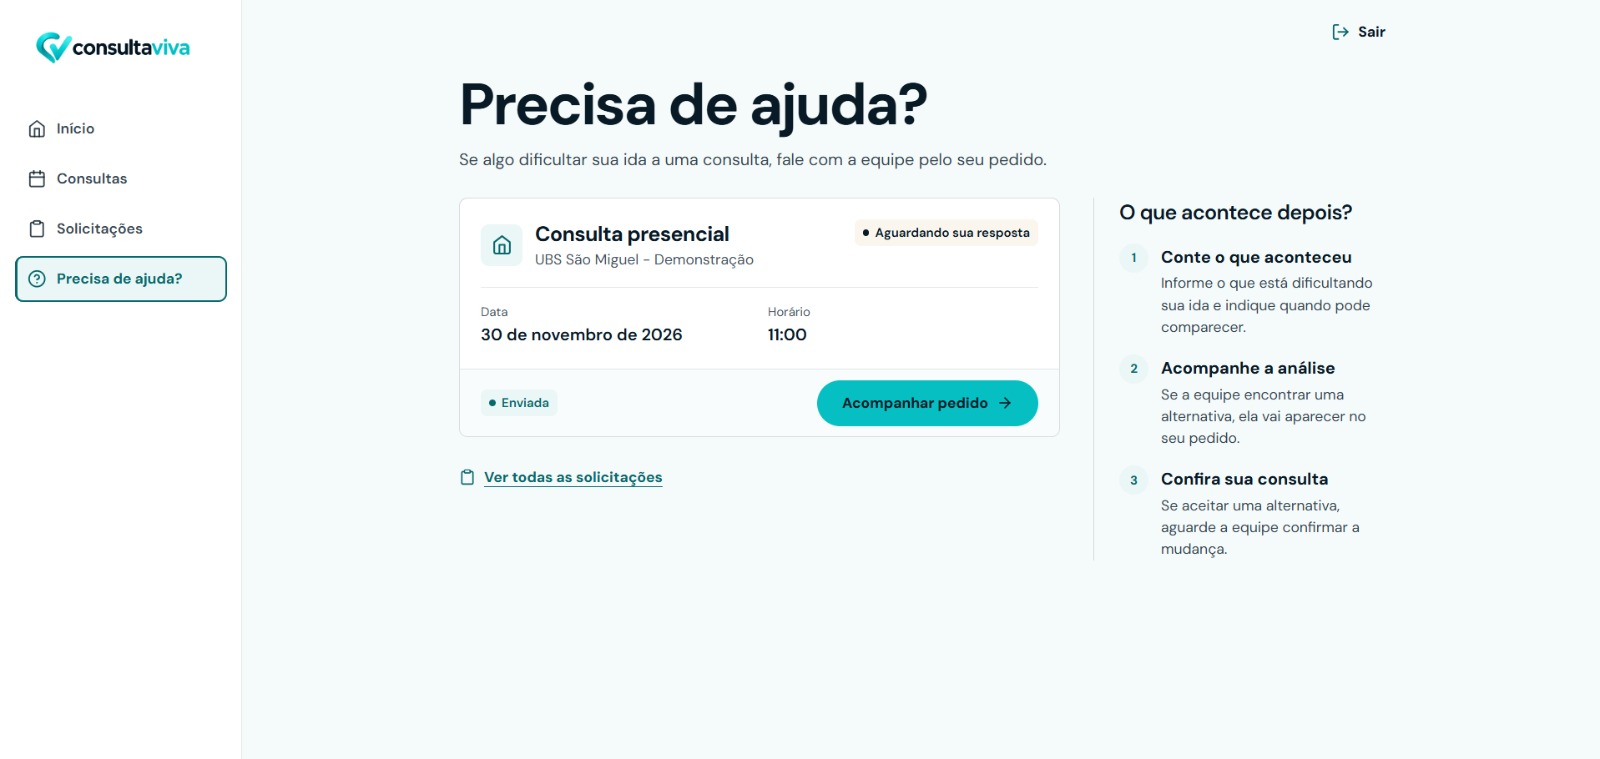 consultaviva
Início
Consultas
Solicitações
Precisa de ajuda?
Sair
Precisa de ajuda?
Se algo dificultar sua ida a uma consulta, fale com a equipe pelo seu pedido.
Consulta presencial
UBS São Miguel - Demonstração
Aguardando sua resposta
Data
30 de novembro de 2026
Horário
11:00
Enviada
Acompanhar pedido
Ver todas as solicitações
O que acontece depois?
1
Conte o que aconteceu
Informe o que está dificultando
sua ida e indique quando pode
comparecer.
2
Acompanhe a análise
Se a equipe encontrar uma
alternativa, ela vai aparecer no
seu pedido.
3
Confira sua consulta
Se aceitar uma alternativa,
aguarde a equipe confirmar a
mudança.